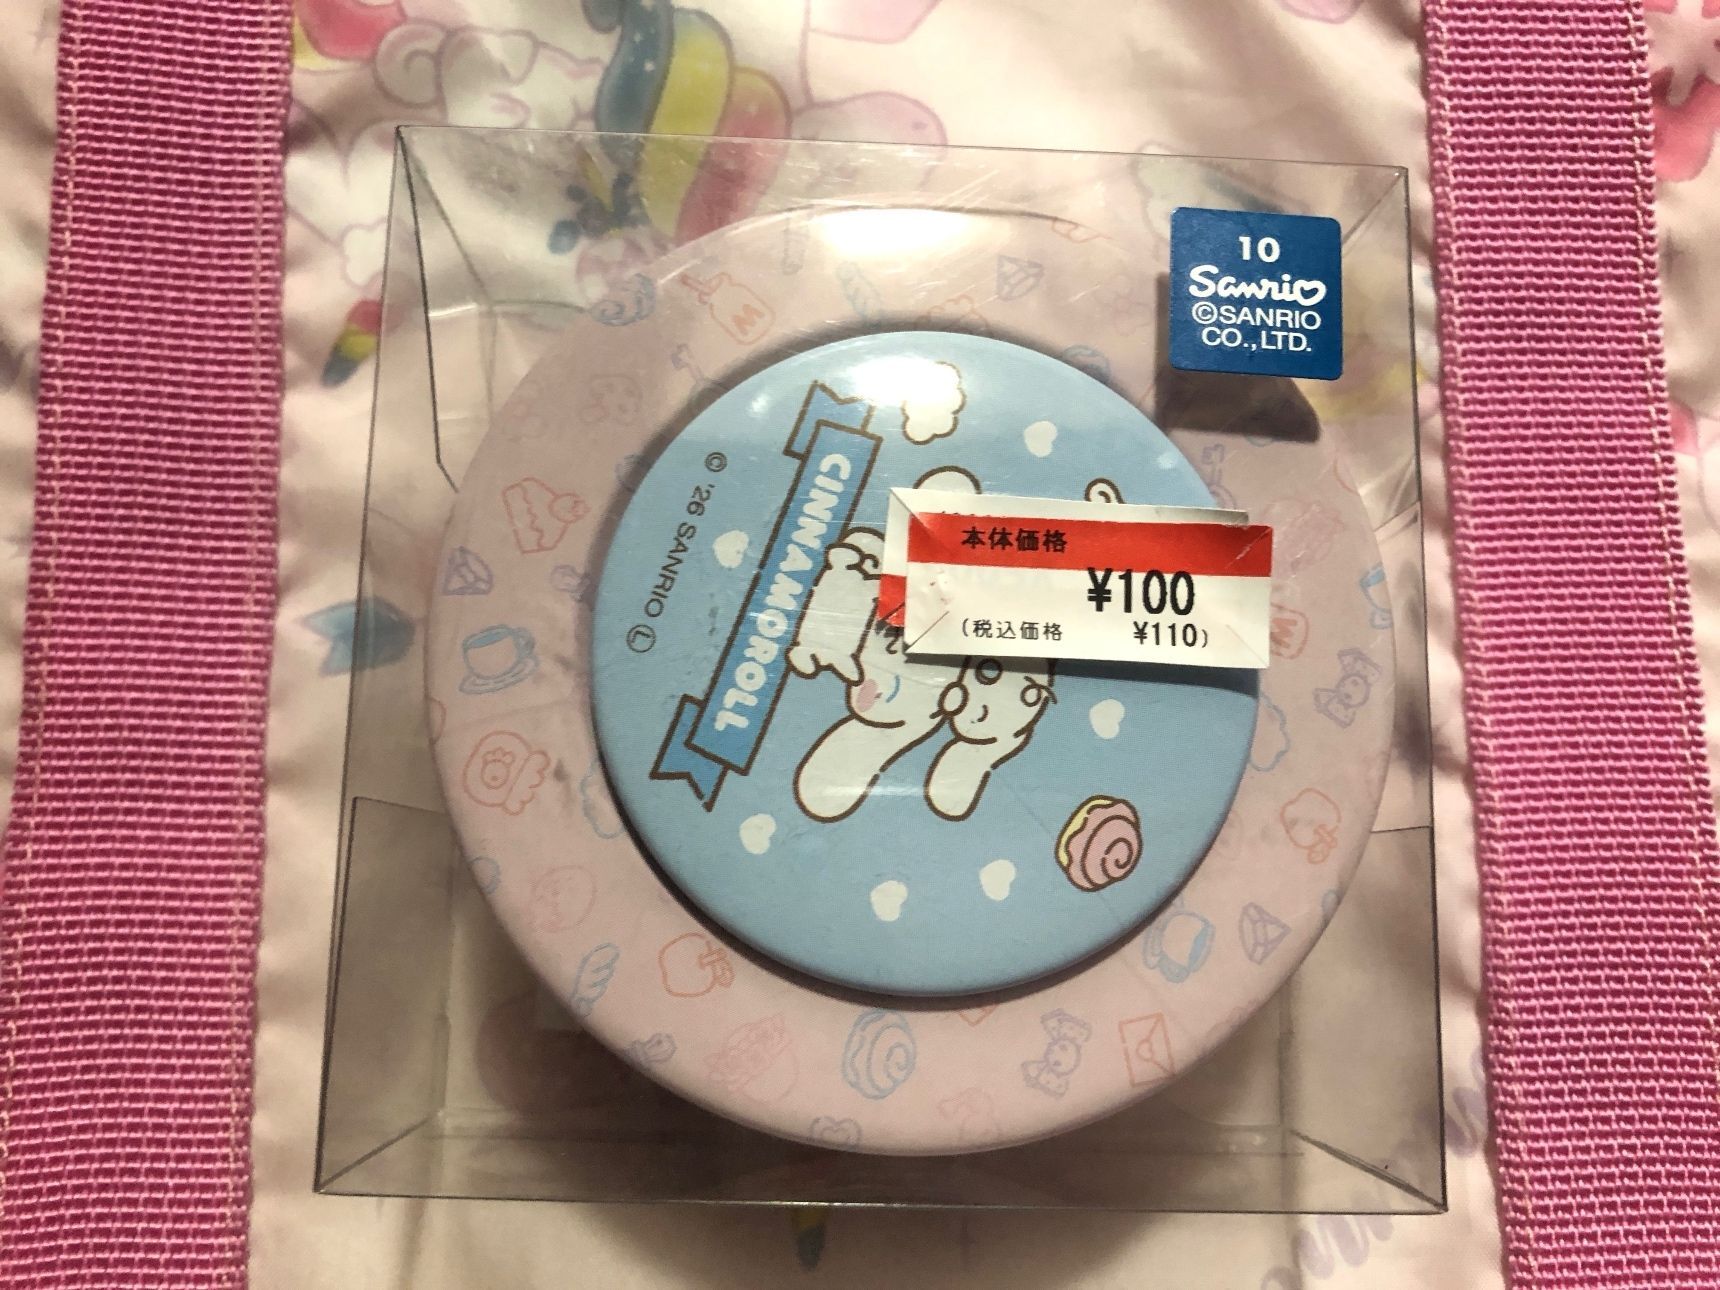 10
Sanrio
©SANRIO
CO.,LTD.
CINNAMOROLL
© '26 SANRIO Ⓛ
本体価格
¥100
(税込価格 ¥110)